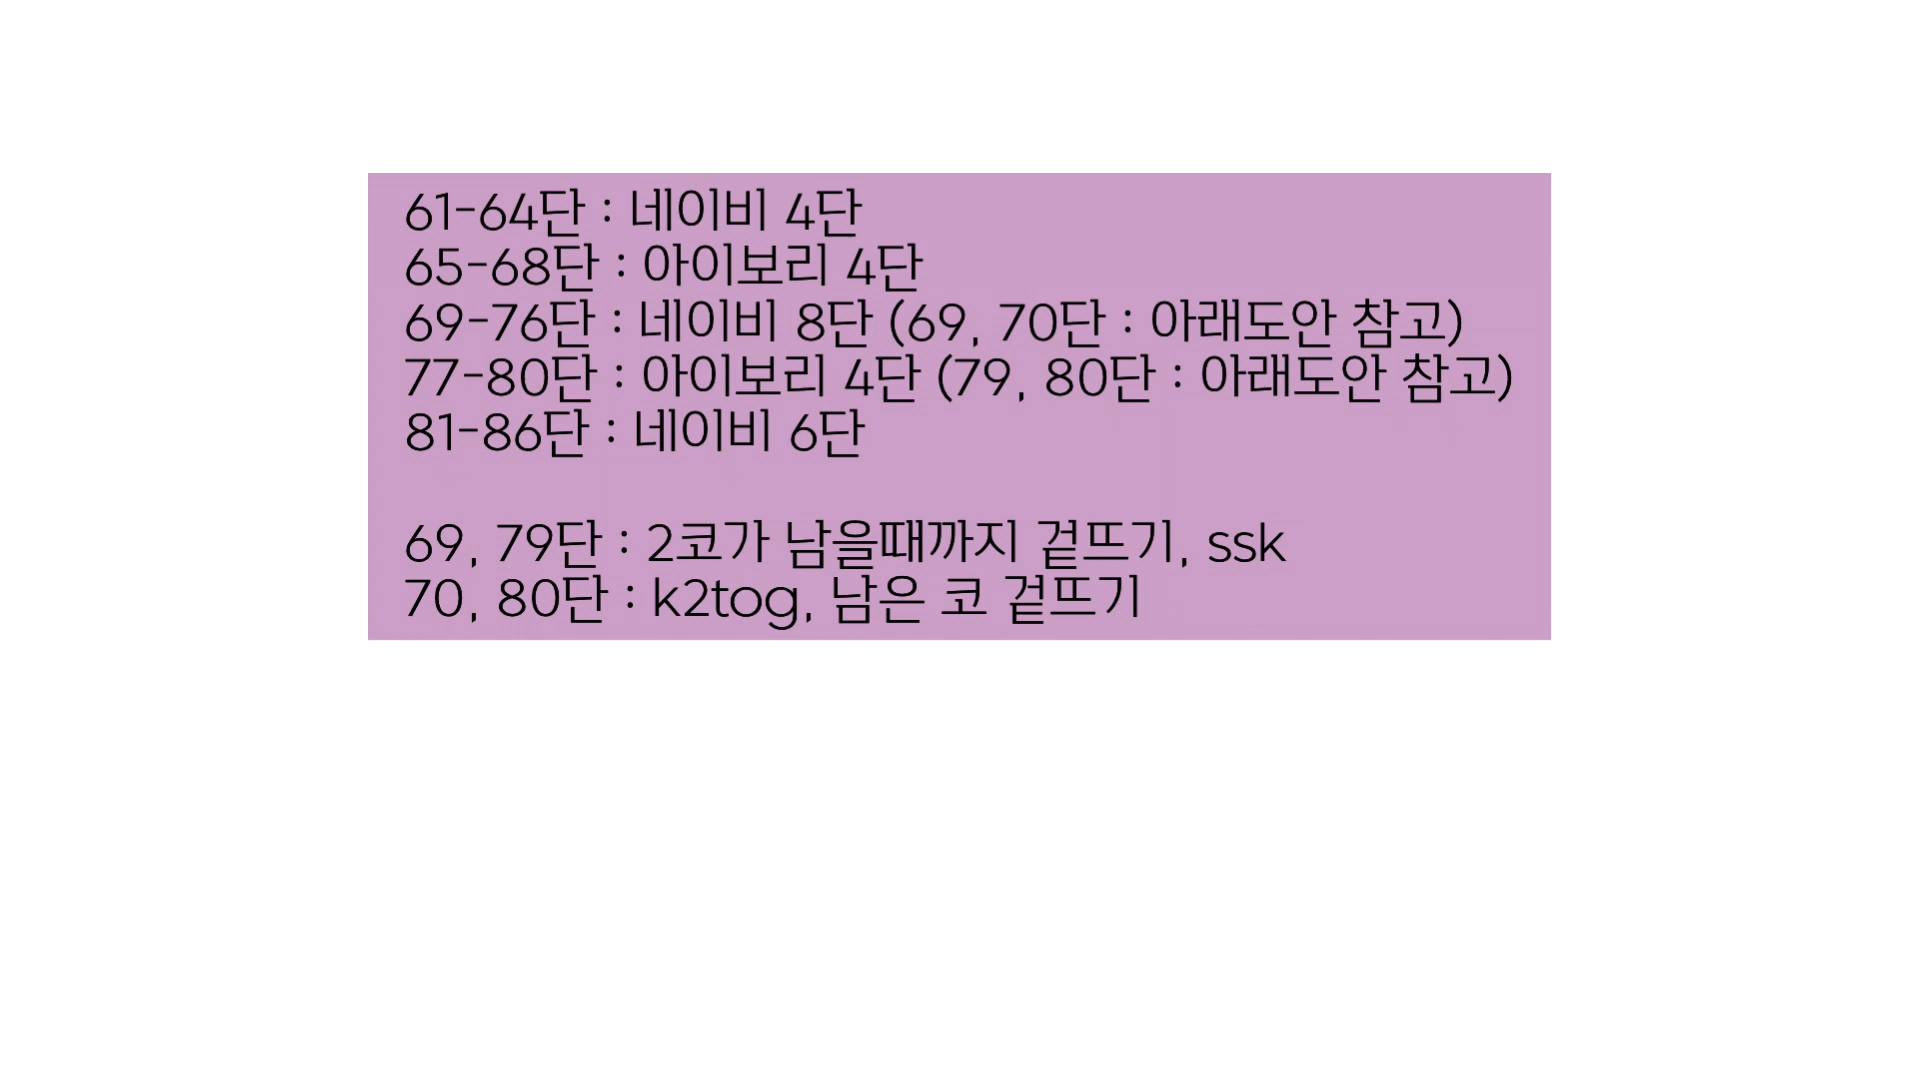 61-64단 : 네이비 4단
65-68단 : 아이보리 4단
69-76단 : 네이비 8단 (69, 70단 : 아래도안 참고)
77-80단 : 아이보리 4단 (79, 80단 : 아래도안 참고)
81-86단 : 네이비 6단
69, 79단 : 2코가 남을때까지 겉뜨기, ssk
70, 80단 : k2tog, 남은 코 겉뜨기